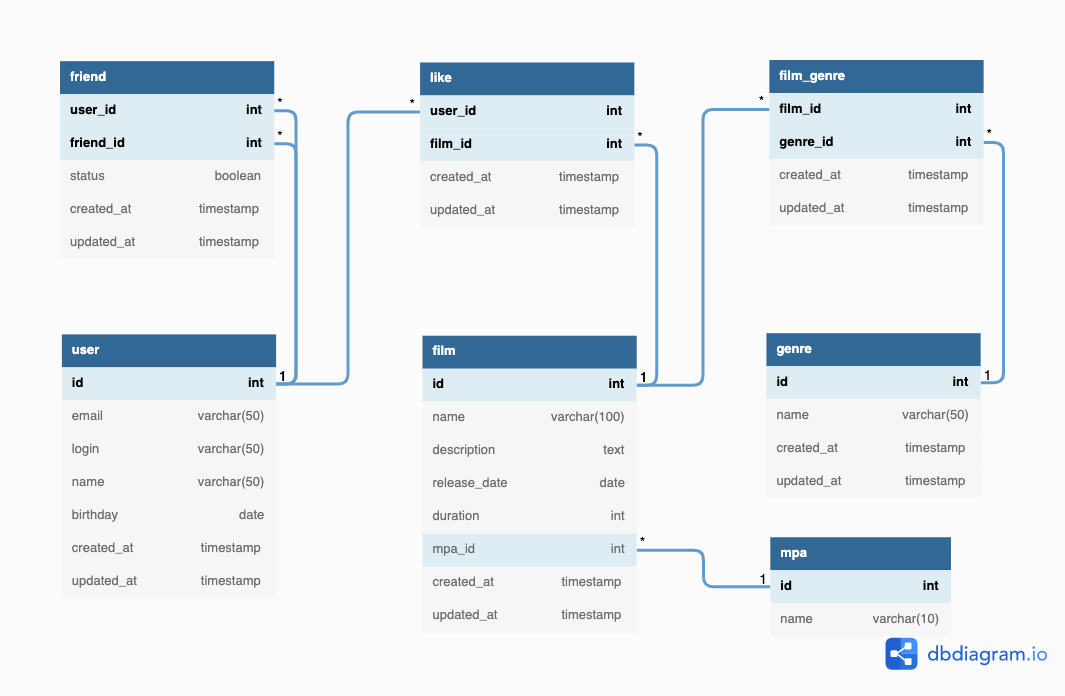 friend
user_id int *
friend_id int *
status boolean
created_at timestamp
updated_at timestamp
like
* user_id int
film_id int *
created_at timestamp
updated_at timestamp
film_genre
* film_id int
genre_id int *
created_at timestamp
updated_at timestamp
user
id int 1
email varchar(50)
login varchar(50)
name varchar(50)
birthday date
created_at timestamp
updated_at timestamp
film
id int 1
name varchar(100)
description text
release_date date
duration int
mpa_id int *
created_at timestamp
updated_at timestamp
genre
id int 1
name varchar(50)
created_at timestamp
updated_at timestamp
mpa
1 id int
name varchar(10)
dbdiagram.io